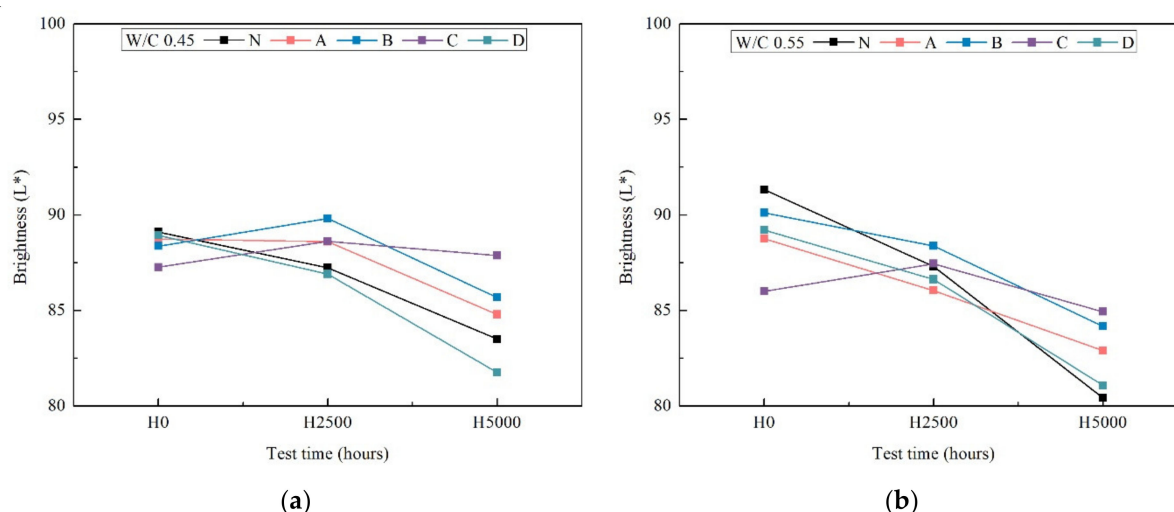 100
95
90
85
80
Brightness (L*)
W/C 0.45 N A B C D
H0 H2500 H5000
Test time (hours)
(a)
100
95
90
85
80
Brightness (L*)
W/C 0.55 N A B C D
H0 H2500 H5000
Test time (hours)
(b)